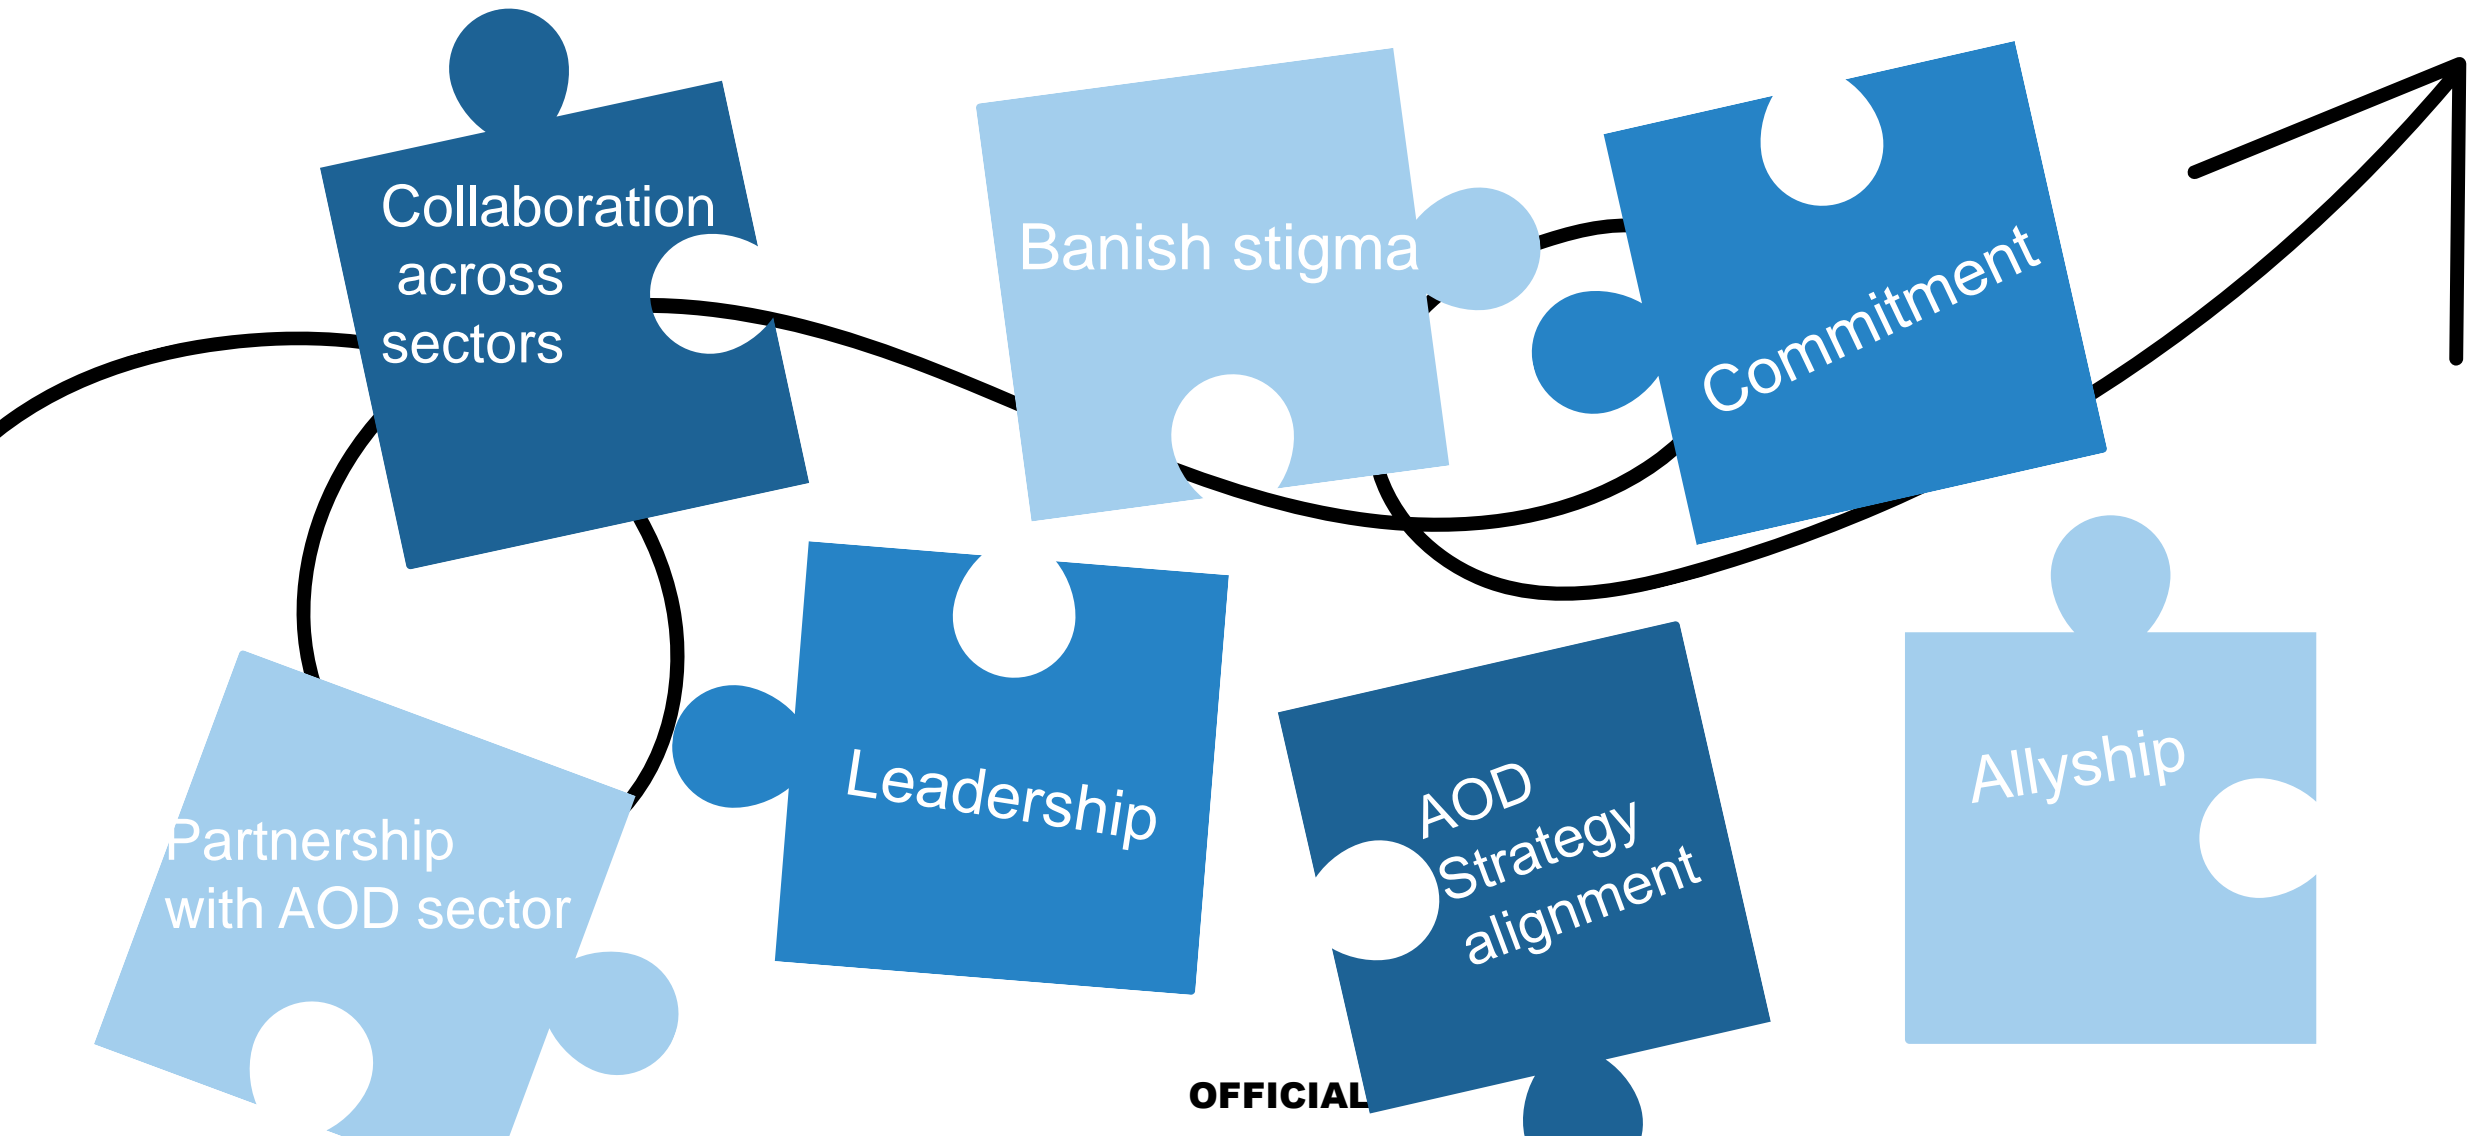 Collaboration
across
sectors
Banish stigma
Commitment
Partnership
with AOD sector
Leadership
AOD
Strategy
alignment
Allyship
OFFICIAL